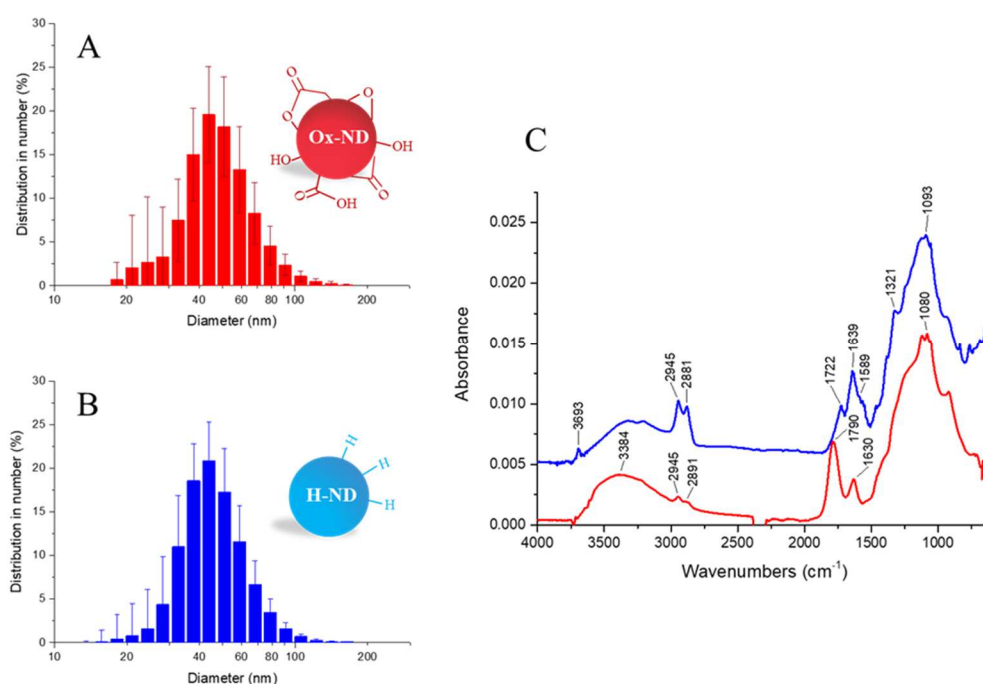 A
Distribution in number (%)
30
25
20
15
10
5
0
10
20
40
60
80
100
200
Diameter (nm)
O
O
O
Ox-ND
HO
OH
O
O
OH
B
Distribution in number (%)
30
25
20
15
10
5
0
10
20
40
60
80
100
200
Diameter (nm)
H
H
H
H-ND
C
Absorbance
0.025
0.020
0.015
0.010
0.005
0.000
4000
3500
3000
2500
2000
1500
1000
Wavenumbers (cm⁻¹)
3693
2945
2881
1722
1639
1589
1321
1093
3384
2945
2891
1790
1630
1080